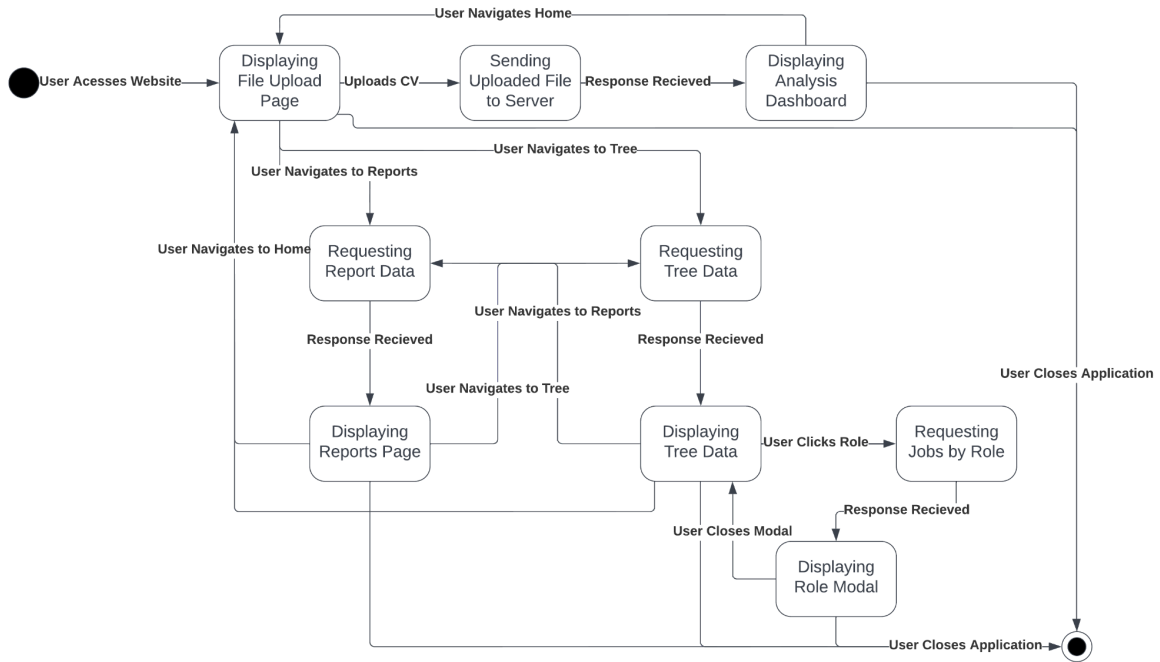 User Navigates Home
Displaying
File Upload
Page
Sending
Uploaded File
to Server
Displaying
Analysis
Dashboard
User Acesses Website
Uploads CV
Response Recieved
User Navigates to Tree
User Navigates to Reports
User Navigates to Home
Requesting
Report Data
Requesting
Tree Data
User Navigates to Reports
Response Recieved
Response Recieved
User Closes Application
User Navigates to Tree
Displaying
Reports Page
Displaying
Tree Data
User Clicks Role
Requesting
Jobs by Role
Response Recieved
User Closes Modal
Displaying
Role Modal
User Closes Application